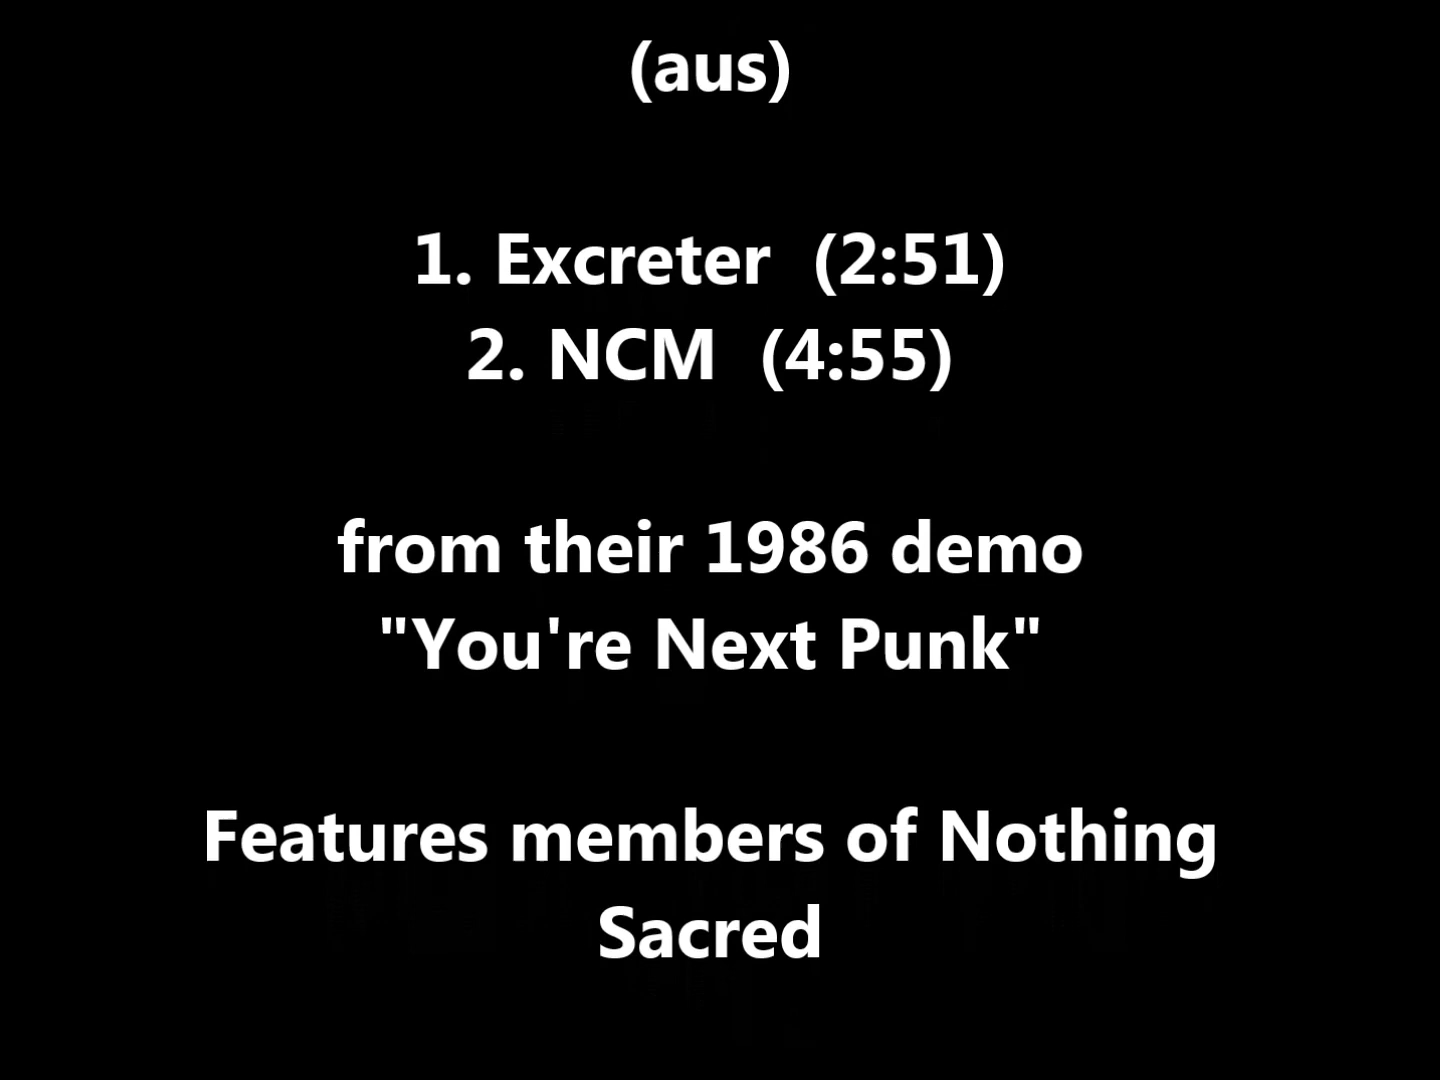 (aus)
1. Excreter (2:51)
2. NCM (4:55)
from their 1986 demo
"You're Next Punk"
Features members of Nothing
Sacred